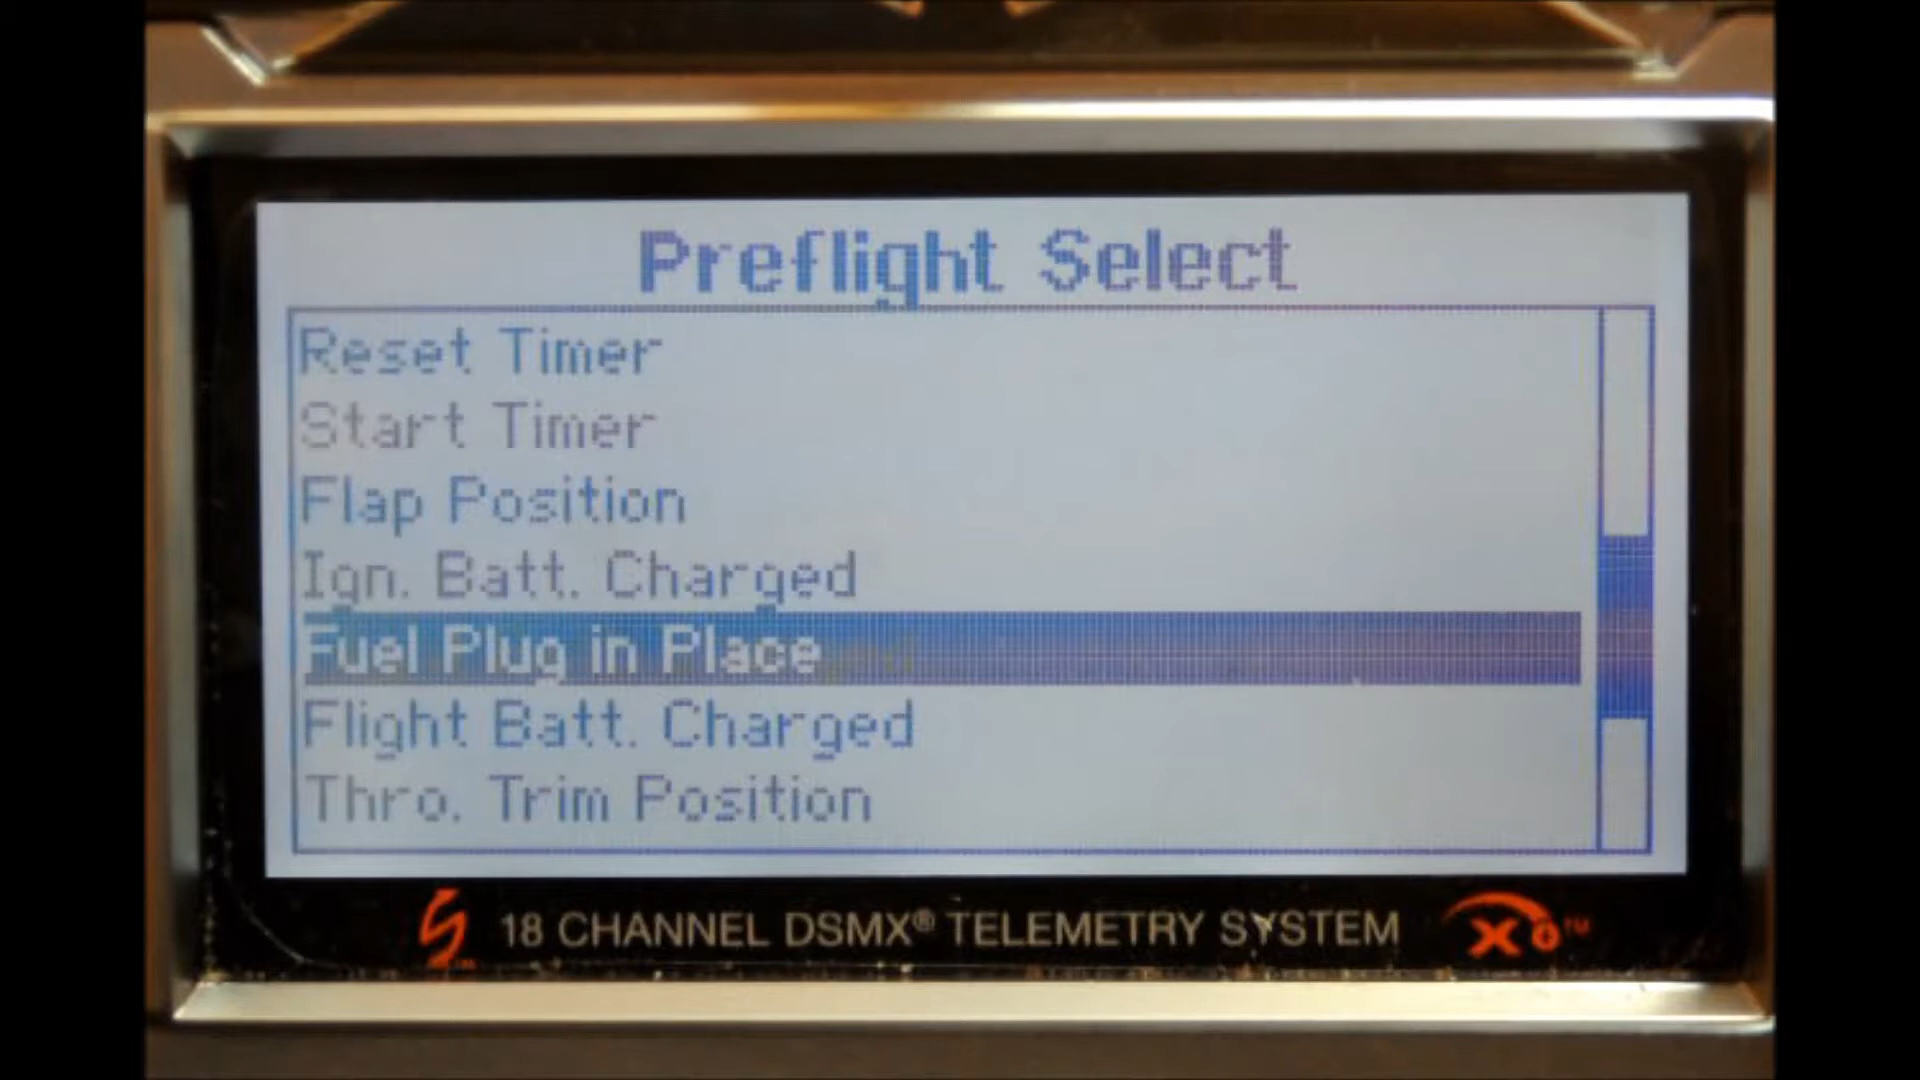 Preflight Select
Reset Timer
Start Timer
Flap Position
Ign. Batt. Charged
Fuel Plug in Place
Flight Batt. Charged
Thro. Trim Position
18 CHANNEL DSMX® TELEMETRY SYSTEM X+™